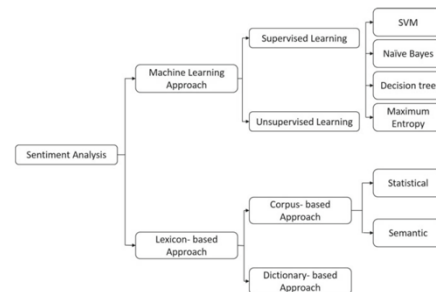 SVM
Supervised Learning
Naïve Bayes
Machine Learning
Approach
Decision tree
Unsupervised Learning
Maximum
Entropy
Sentiment Analysis
Corpus- based
Approach
Statistical
Lexicon- based
Approach
Semantic
Dictionary- based
Approach